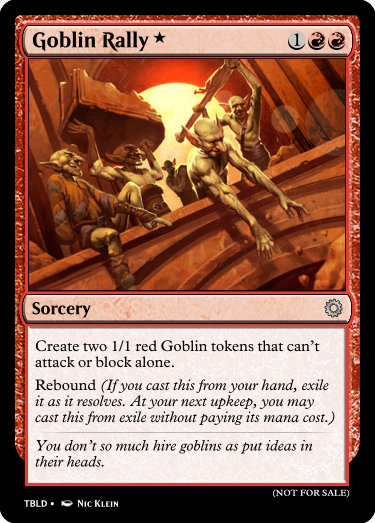 Goblin Rally ★ 1
Sorcery
Create two 1/1 red Goblin tokens that can't
attack or block alone.
Rebound (If you cast this from your hand, exile
it as it resolves. At your next upkeep, you may
cast this from exile without paying its mana cost.)
You don't so much hire goblins as put ideas in
their heads.
(NOT FOR SALE)
TBLD • Nic Klein